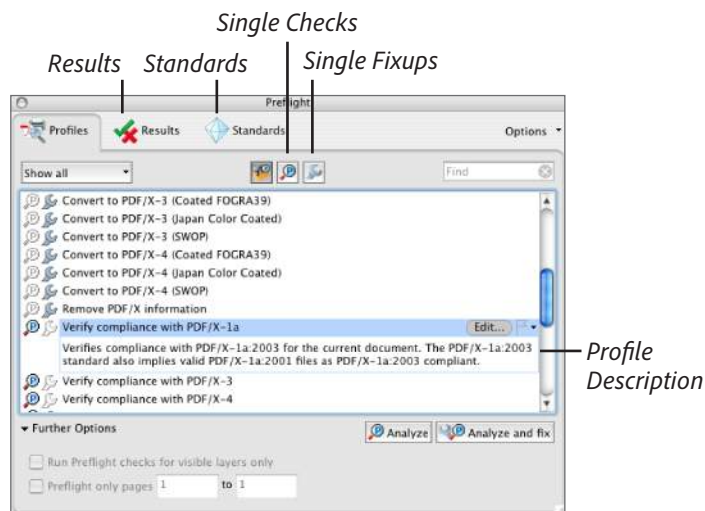 Single Checks
Results Standards Single Fixups
Preflight
Profiles Results Standards Options
Show all Find
Convert to PDF/X-3 (Coated FOGRA39)
Convert to PDF/X-3 (Japan Color Coated)
Convert to PDF/X-3 (SWOP)
Convert to PDF/X-4 (Coated FOGRA39)
Convert to PDF/X-4 (Japan Color Coated)
Convert to PDF/X-4 (SWOP)
Remove PDF/X information
Verify compliance with PDF/X-1a Edit...
Verifies compliance with PDF/X-1a:2003 for the current document. The PDF/X-1a:2003
standard also implies valid PDF/X-1a:2001 files as PDF/X-1a:2003 compliant.
Profile
Description
Verify compliance with PDF/X-3
Verify compliance with PDF/X-4
Further Options Analyze Analyze and fix
Run Preflight checks for visible layers only
Preflight only pages 1 to 1